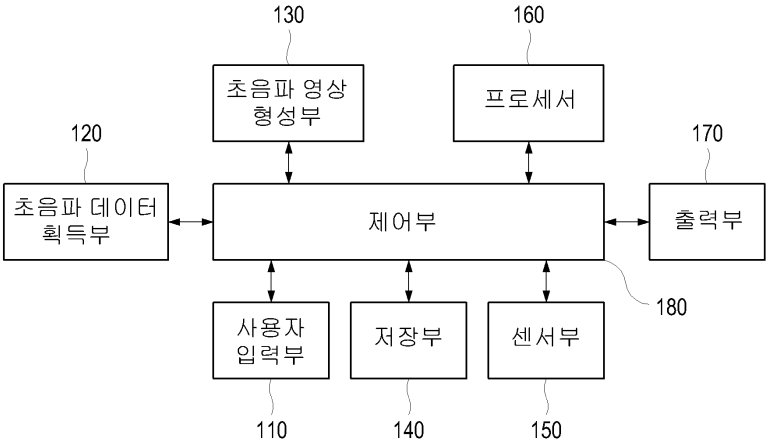 130
160
초음파 영상
형성부
프로세서
120
170
초음파 데이터
획득부
제어부
출력부
180
사용자
입력부
저장부
센서부
110
140
150